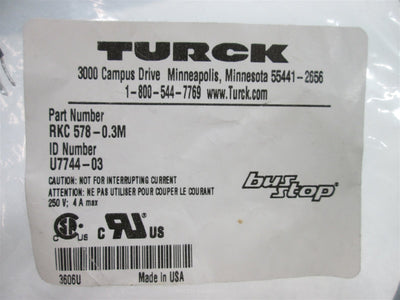 TURCK
3000 Campus Drive Minneapolis, Minnesota 55441-2656
1-800-544-7769 www.Turck.com
Part Number
RKC 578-0.3M
ID Number
U7744-03
CAUTION: NOT FOR INTERRUPTING CURRENT
ATTENTION: NE PAS UTILISER POUR COUPER LE COURANT
250 V; 4 A max
bus stop®
C US C UR US
3606U Made in USA